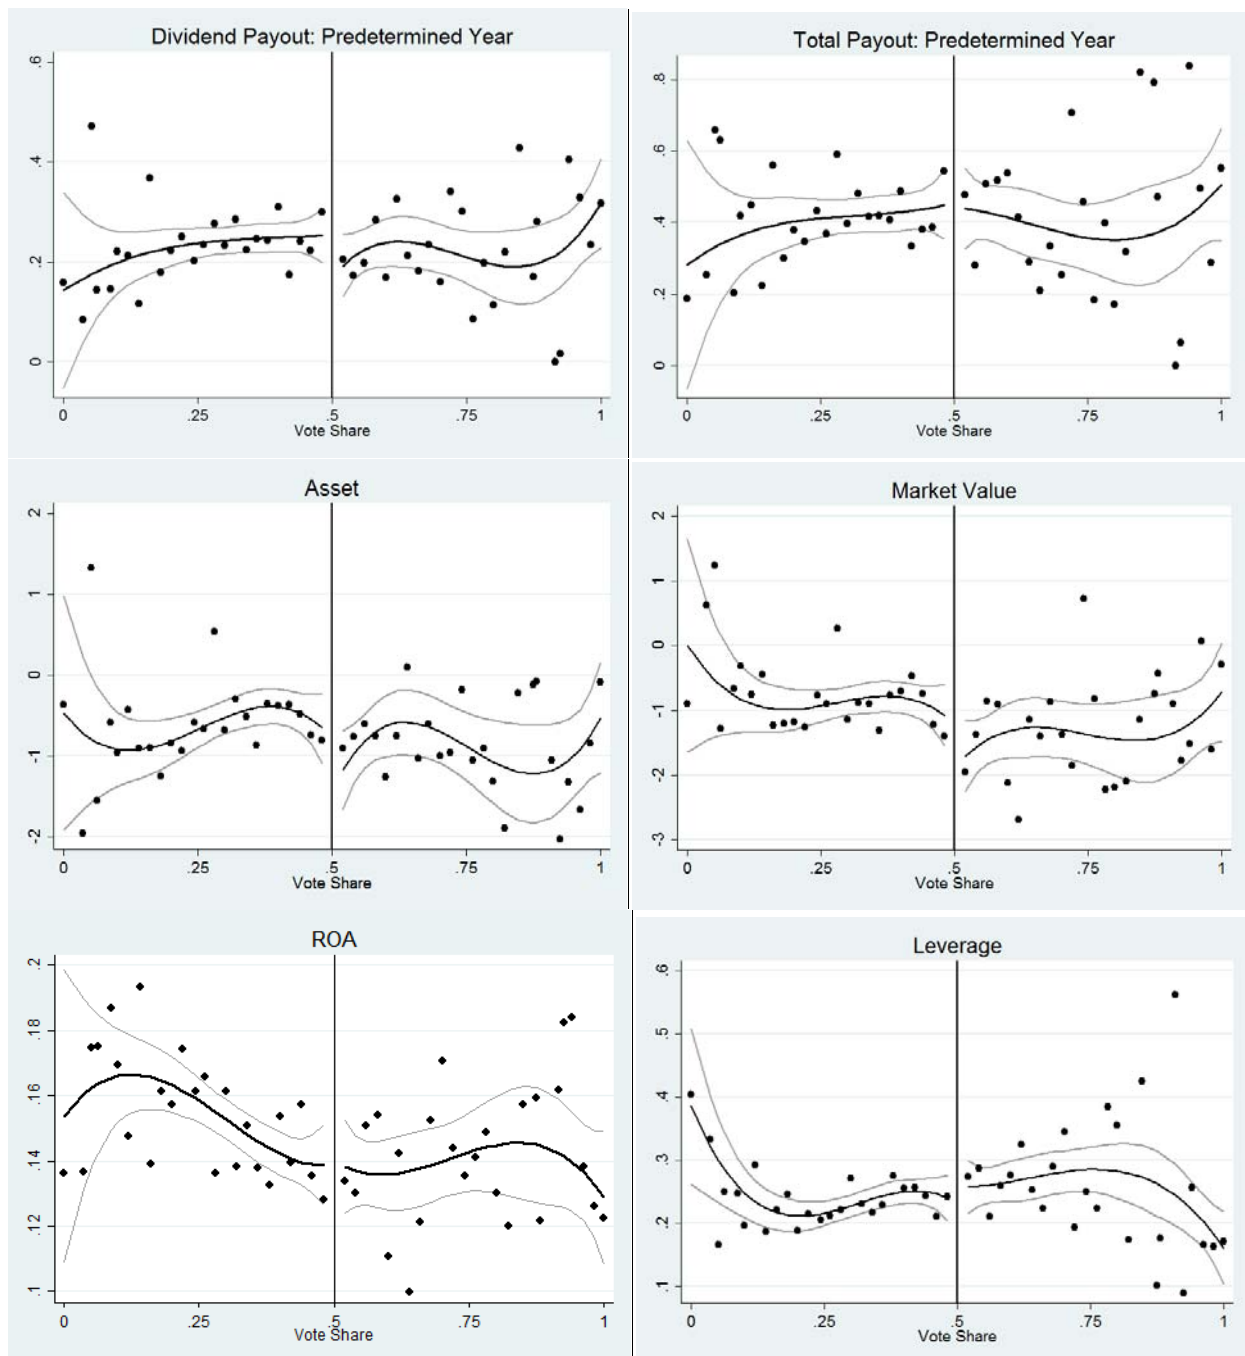 Dividend Payout: Predetermined Year
.6
.4
.2
0
0 .25 .5 .75 1
Vote Share
Total Payout: Predetermined Year
.8
.6
.4
.2
0
0 .25 .5 .75 1
Vote Share
Asset
2
1
0
-1
-2
0 .25 .5 .75 1
Vote Share
Market Value
2
1
0
-1
-2
-3
0 .25 .5 .75 1
Vote Share
ROA
.2
.18
.16
.14
.12
.1
0 .25 .5 .75 1
Vote Share
Leverage
.6
.5
.4
.3
.2
.1
0 .25 .5 .75 1
Vote Share